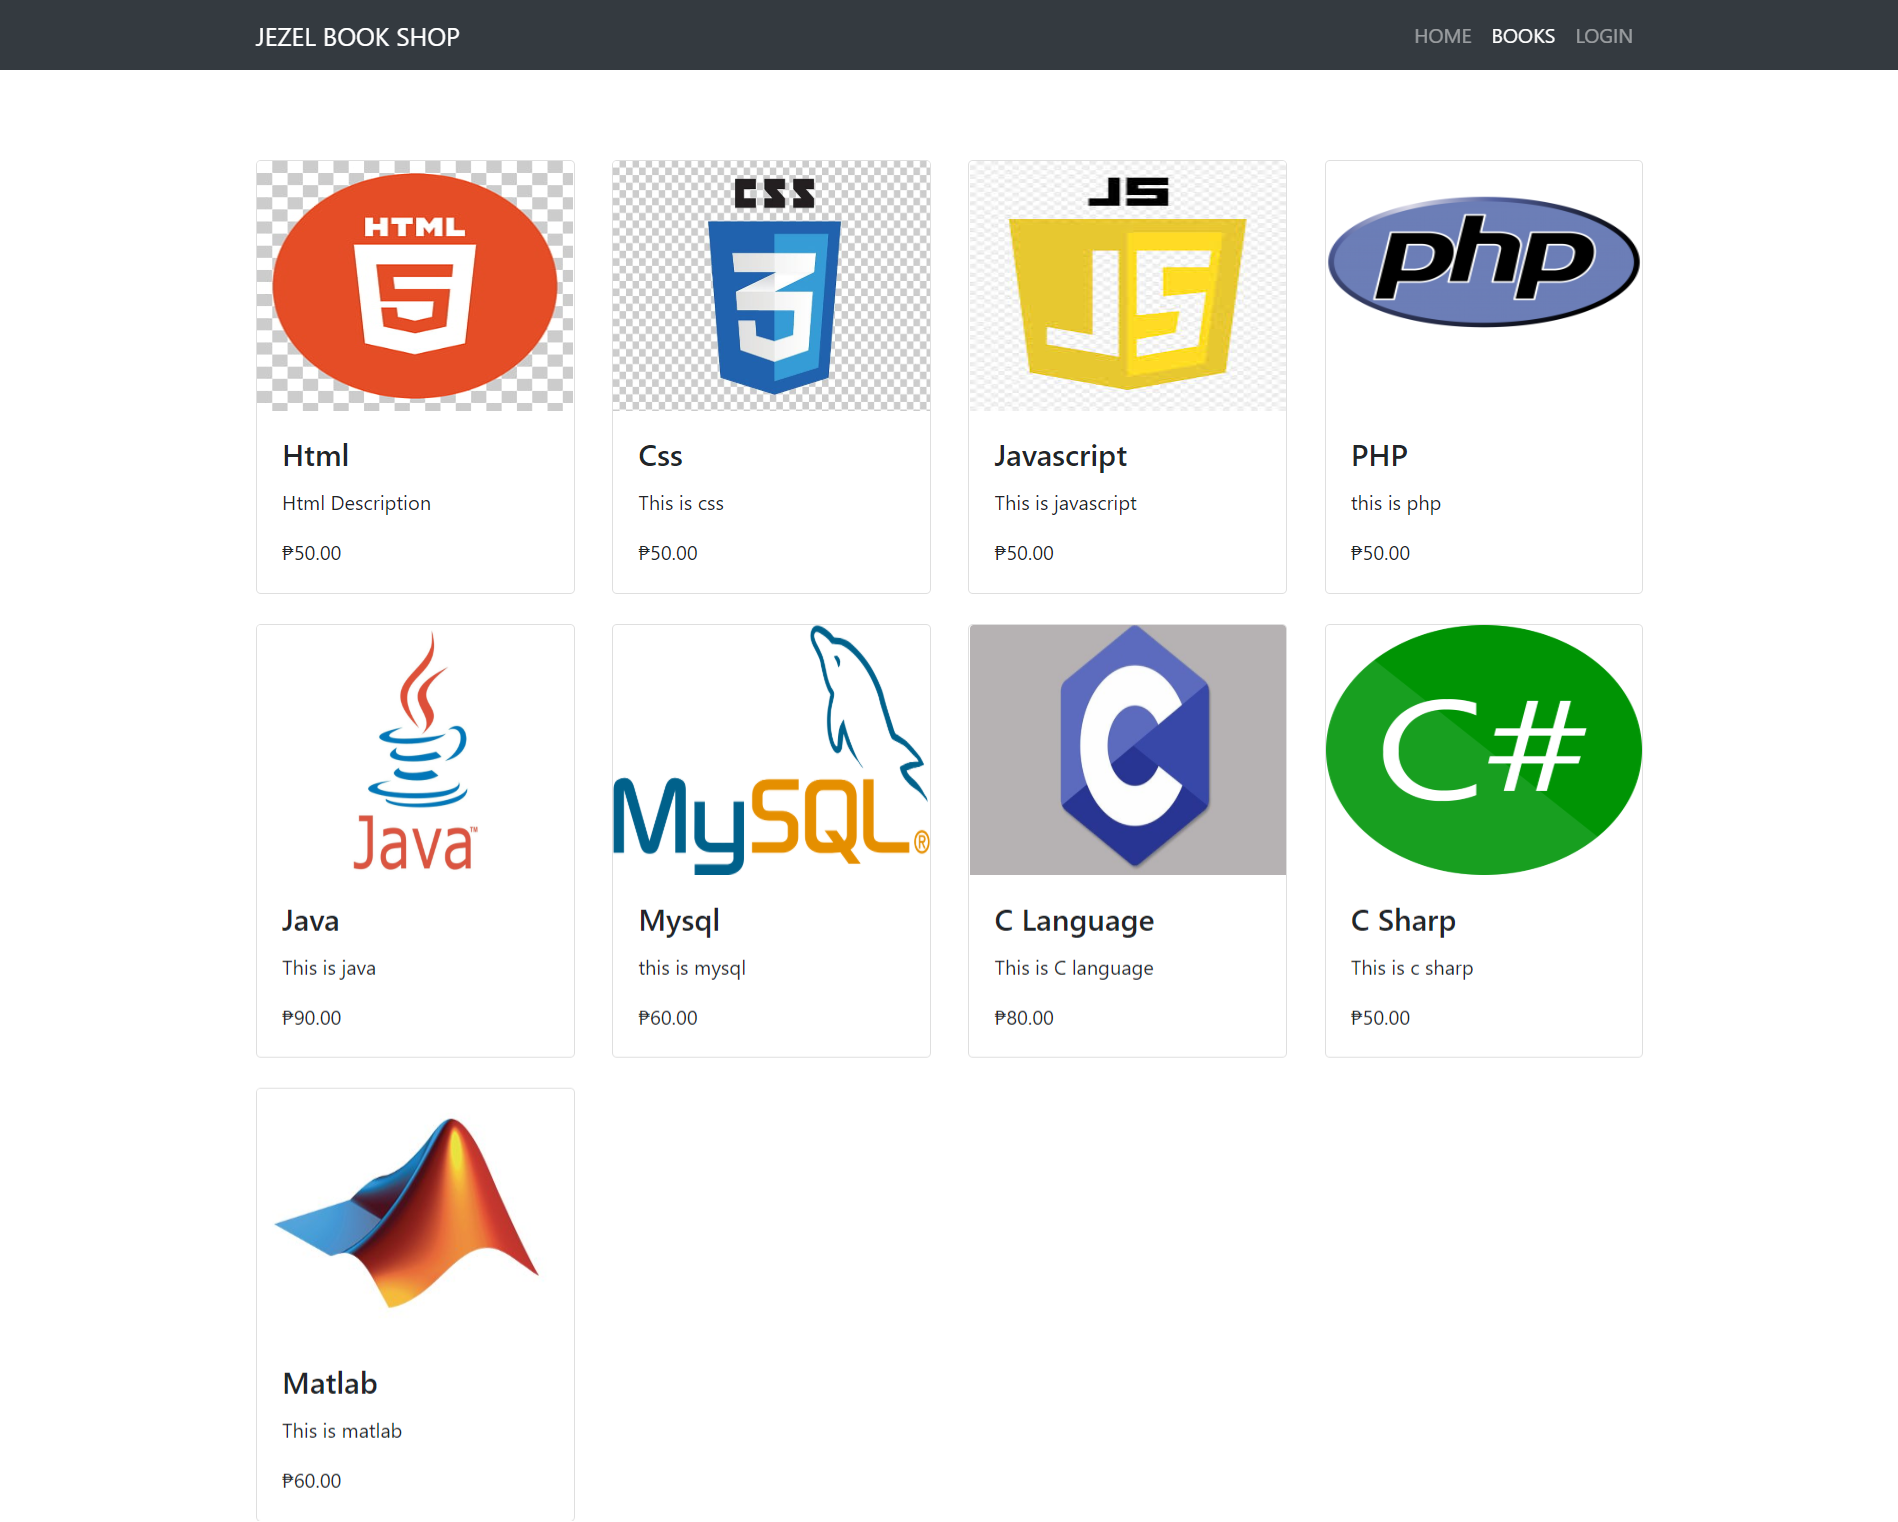 JEZEL BOOK SHOP
HOME BOOKS LOGIN
HTML
5
Html
Html Description
₱50.00
CSS
3
Css
This is css
₱50.00
JS
JS
Javascript
This is javascript
₱50.00
php
PHP
this is php
₱50.00
Java™
Java
This is java
₱90.00
MySQL®
Mysql
this is mysql
₱60.00
C
C Language
This is C language
₱80.00
C#
C Sharp
This is c sharp
₱50.00
Matlab
This is matlab
₱60.00